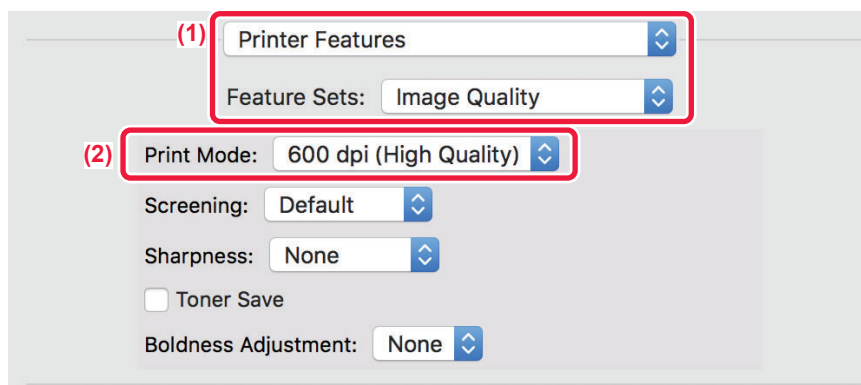 (1) Printer Features
Feature Sets: Image Quality
(2) Print Mode: 600 dpi (High Quality)
Screening: Default
Sharpness: None
Toner Save
Boldness Adjustment: None